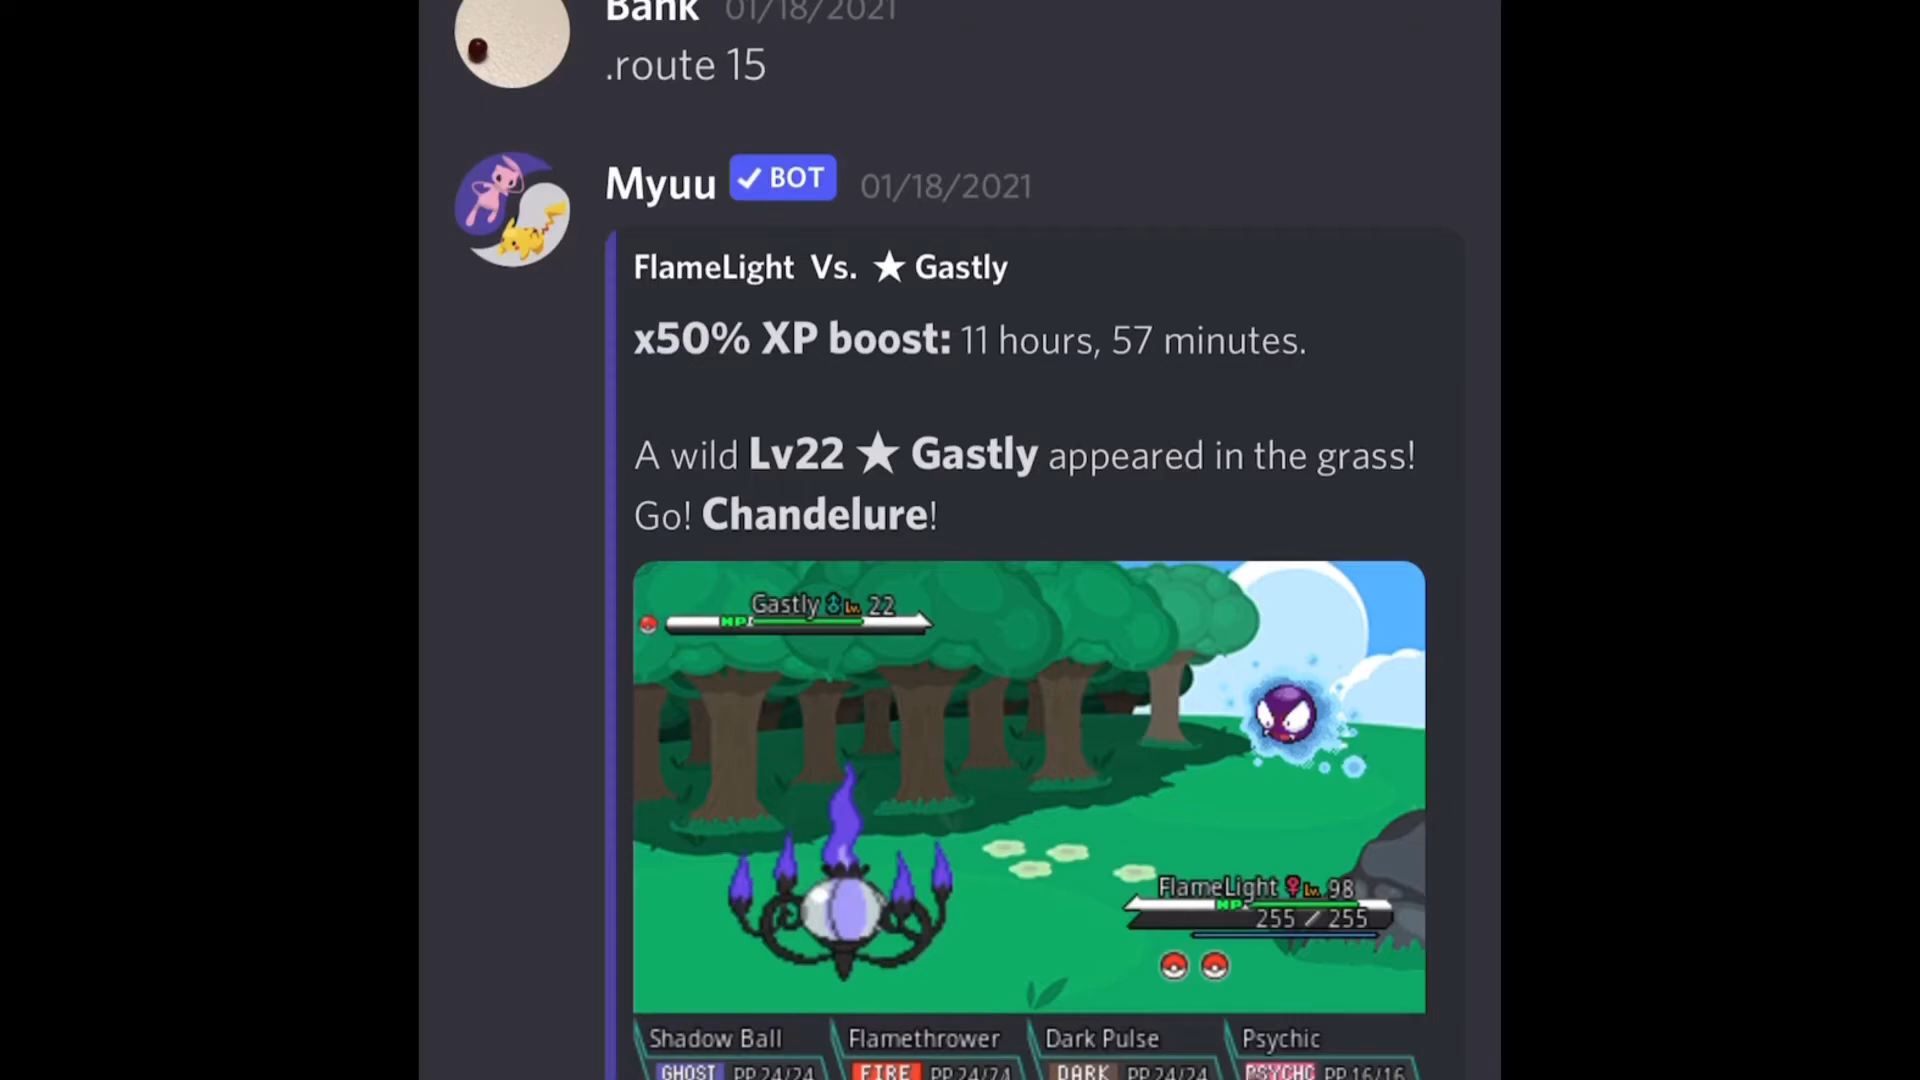 Bank 01/18/2021
.route 15
Myuu ✓ BOT 01/18/2021
FlameLight Vs. ★ Gastly
x50% XP boost: 11 hours, 57 minutes.
A wild Lv22 ★ Gastly appeared in the grass!
Go! Chandelure!
Gastly ♂ Lv. 22
HP
FlameLight ♀ Lv. 98
HP
255 / 255
Shadow Ball Flamethrower Dark Pulse Psychic
GHOST PP 24/24 FIRE PP 24/24 DARK PP 24/24 PSYCHC PP 16/16